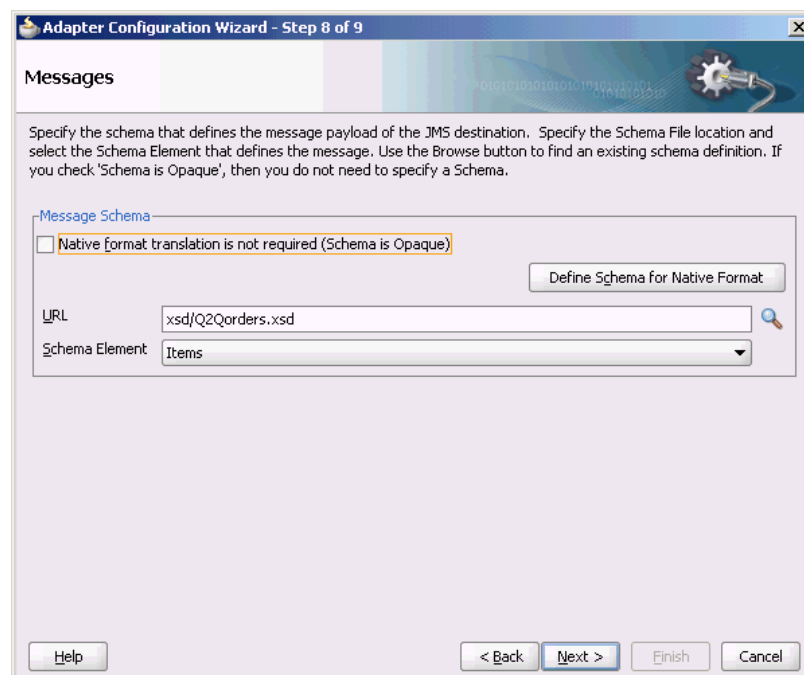 Adapter Configuration Wizard - Step 8 of 9
Messages
Specify the schema that defines the message payload of the JMS destination.  Specify the Schema File location and
select the Schema Element that defines the message. Use the Browse button to find an existing schema definition. If
you check 'Schema is Opaque', then you do not need to specify a Schema.
Message Schema
Native format translation is not required (Schema is Opaque)
Define Schema for Native Format
URL
xsd/Q2Qorders.xsd
Schema Element
Items
Help
< Back
Next >
Finish
Cancel